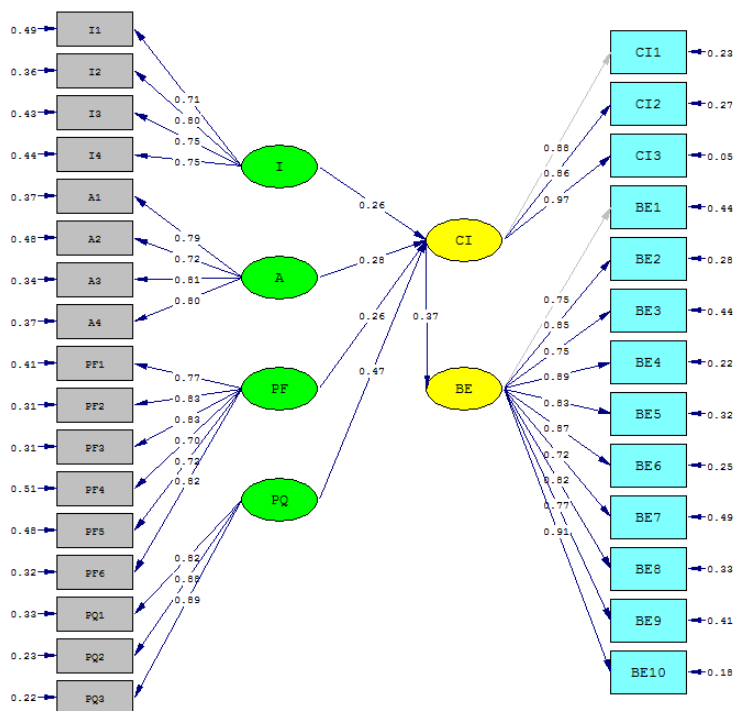 0.49 I1
0.36 I2
0.43 I3
0.44 I4
0.37 A1
0.48 A2
0.34 A3
0.37 A4
0.41 PF1
0.31 PF2
0.31 PF3
0.51 PF4
0.48 PF5
0.32 PF6
0.33 PQ1
0.23 PQ2
0.22 PQ3
0.71
0.80
0.75
0.75
0.79
0.72
0.81
0.80
0.77
0.83
0.83
0.70
0.72
0.82
0.82
0.88
0.89
I
A
PF
PQ
0.26
0.28
0.26
0.47
CI
0.37
BE
0.88
0.86
0.97
0.75
0.85
0.75
0.89
0.83
0.87
0.72
0.82
0.77
0.91
CI1 0.23
CI2 0.27
CI3 0.05
BE1 0.44
BE2 0.28
BE3 0.44
BE4 0.22
BE5 0.32
BE6 0.25
BE7 0.49
BE8 0.33
BE9 0.41
BE10 0.18